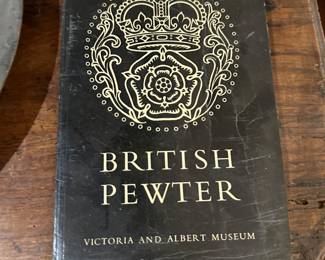 BRITISH
PEWTER
VICTORIA AND ALBERT MUSEUM